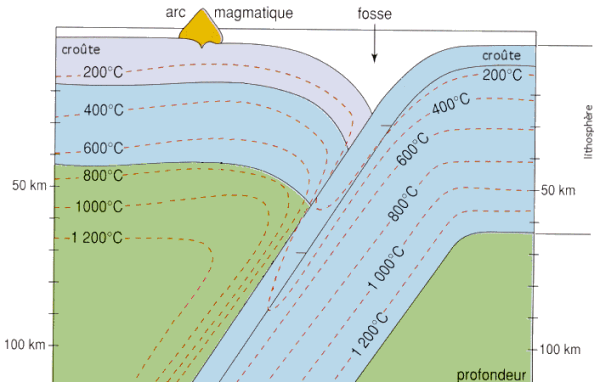 arc magmatique
fosse
croûte
200°C
400°C
600°C
800°C
1000°C
1 200°C
50 km
100 km
croûte
200°C
400°C
600°C
800°C
1 000°C
1 200°C
lithosphère
50 km
100 km
profondeur